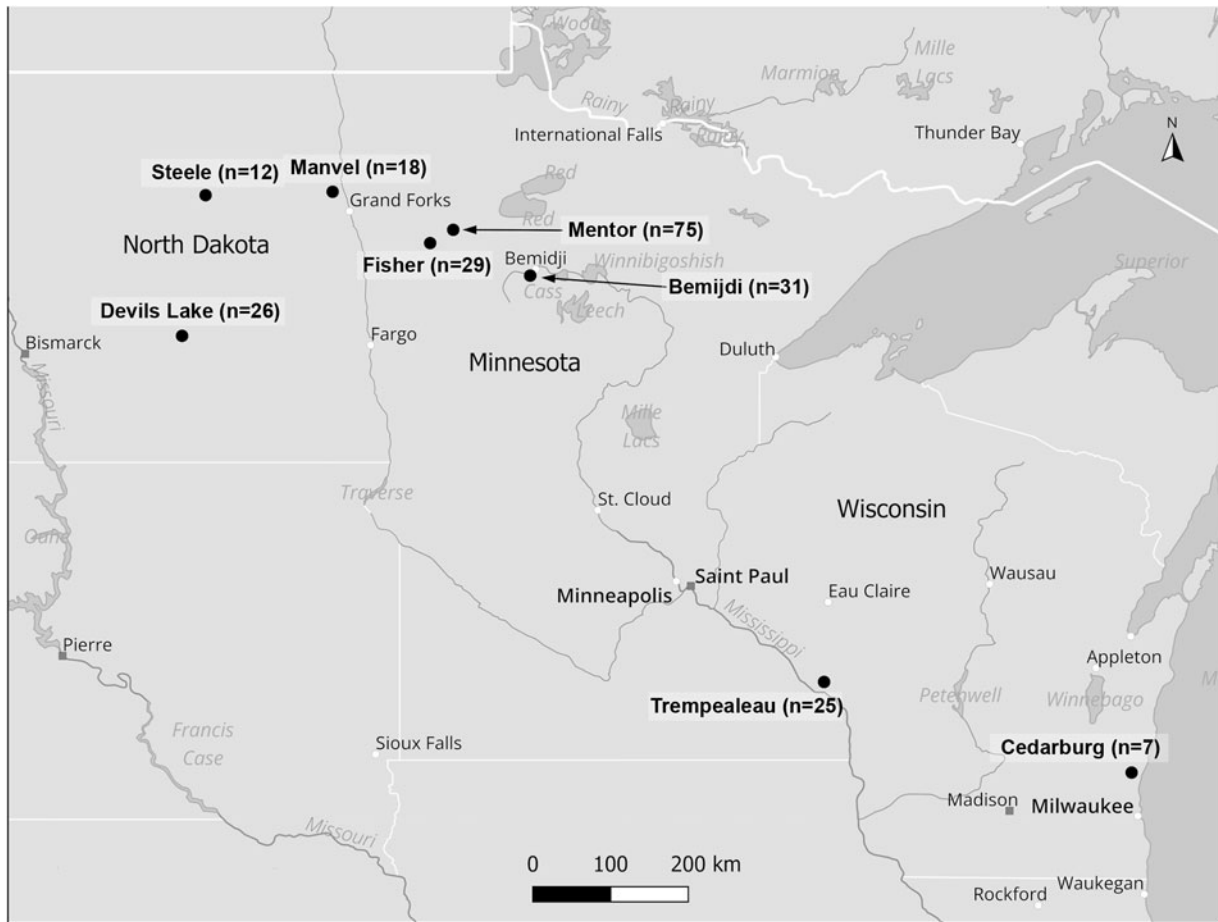 Woods
Mille
Lacs
Marmion
Rainy
Rainy
Rainy
International Falls
Thunder Bay
N
Steele (n=12)
Manvel (n=18)
Grand Forks
Red
Red
Mentor (n=75)
North Dakota
Fisher (n=29)
Bemidji
Winnibigoshish
Cass
Leech
Bemijdi (n=31)
Superior
Devils Lake (n=26)
Bismarck
Fargo
Duluth
Minnesota
Missouri
Mille
Lacs
Traverse
St. Cloud
Wisconsin
Oahe
Minneapolis
Saint Paul
Eau Claire
Wausau
Mississippi
Pierre
Appleton
Trempealeau (n=25)
Petenwell
Winnebago
M
Francis
Case
Sioux Falls
Cedarburg (n=7)
Madison
Milwaukee
Missouri
0 100 200 km
Rockford
Waukegan